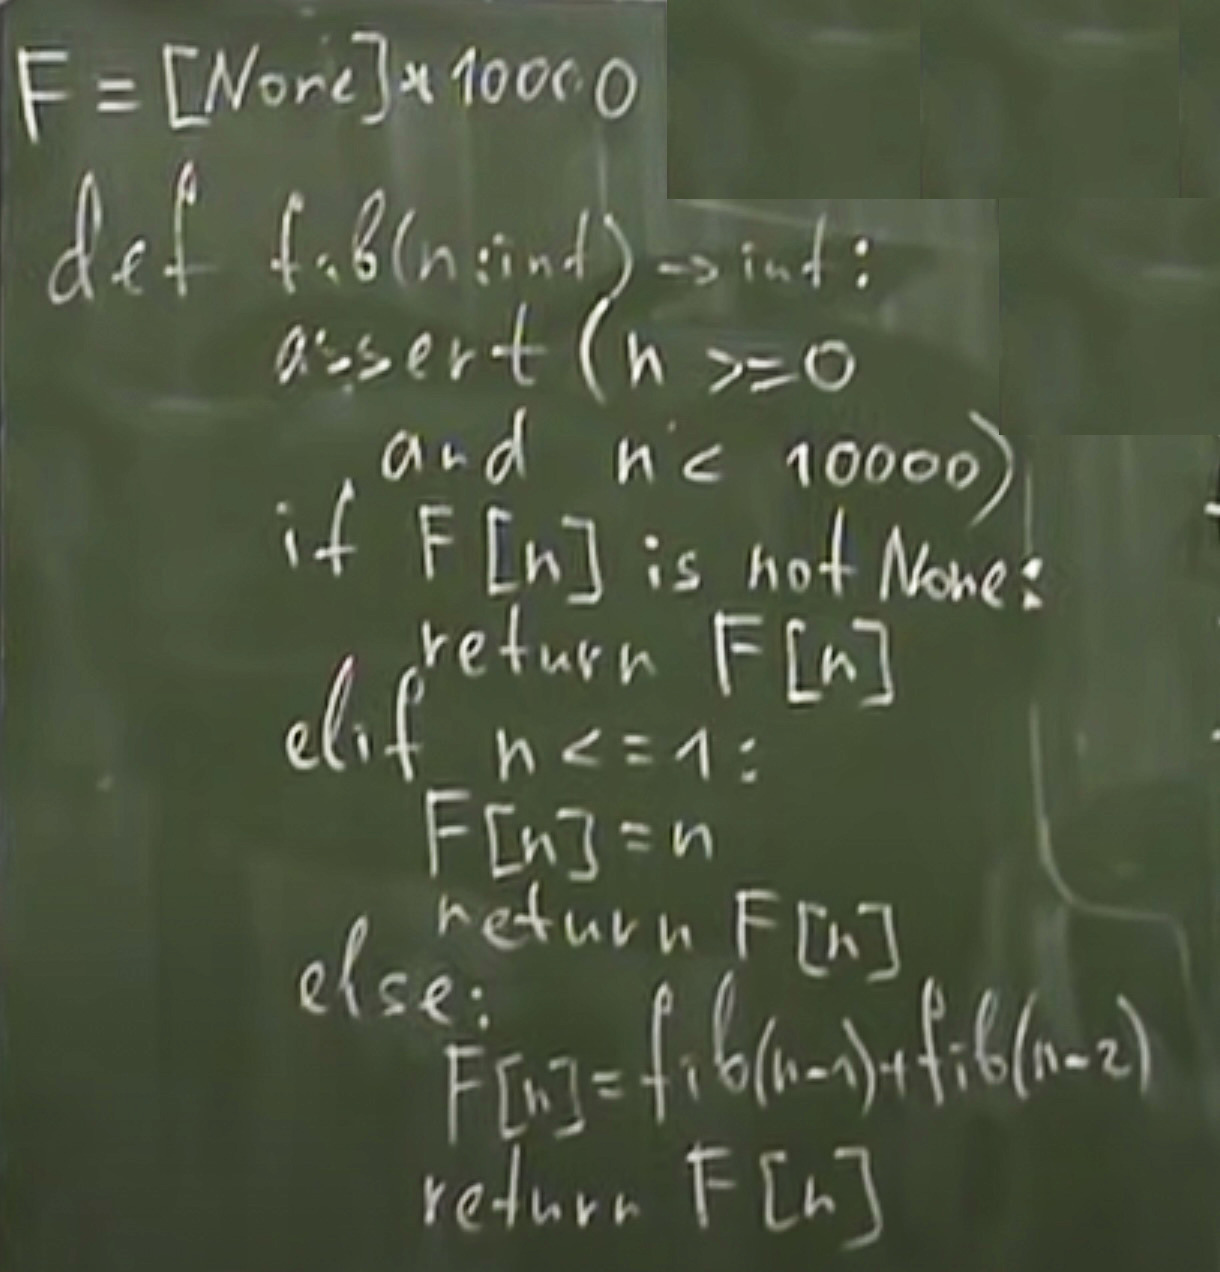 F = [None]*10000
def fib(n:int)->int:
assert (n >=0
and n < 10000)
if F[n] is not None:
return F[n]
elif n <= 1:
F[n] = n
return F[n]
else:
F[n] = fib(n-1)+fib(n-2)
return F[n]